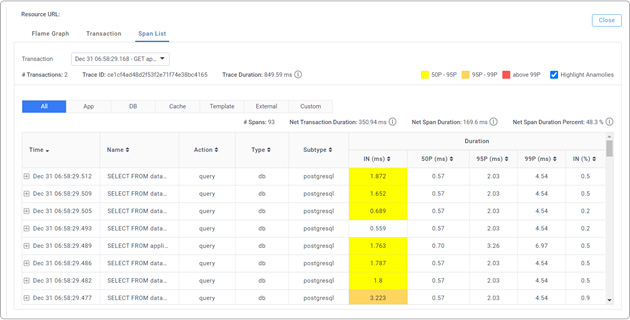 Resource URL:
Close
Flame Graph Transaction Span List
Transaction Dec 31 06:58:29.168 - GET ap...
# Transactions: 2 Trace ID: ce1cf4ad48d2f53f2e71f74e38bc4165 Trace Duration: 849.59 ms 50P - 95P 95P - 99P above 99P Highlight Anamolies
All App DB Cache Template External Custom
# Spans: 93 Net Transaction Duration: 350.94 ms Net Span Duration: 169.6 ms Net Span Duration Percent: 48.3 %
Duration
Time Name Action Type Subtype
IN (ms) 50P (ms) 95P (ms) 99P (ms) IN (%)
Dec 31 06:58:29.512 SELECT FROM data... query db postgresql 1.872 0.57 2.03 4.54 0.5
Dec 31 06:58:29.509 SELECT FROM data... query db postgresql 1.652 0.57 2.03 4.54 0.5
Dec 31 06:58:29.505 SELECT FROM data... query db postgresql 0.689 0.57 2.03 4.54 0.2
Dec 31 06:58:29.493 SELECT FROM data... query db postgresql 0.559 0.57 2.03 4.54 0.2
Dec 31 06:58:29.489 SELECT FROM appli... query db postgresql 1.763 0.70 3.26 6.97 0.5
Dec 31 06:58:29.486 SELECT FROM data... query db postgresql 1.787 0.57 2.03 4.54 0.5
Dec 31 06:58:29.482 SELECT FROM data... query db postgresql 1.8 0.57 2.03 4.54 0.5
Dec 31 06:58:29.477 SELECT FROM data... query db postgresql 3.223 0.57 2.03 4.54 0.9